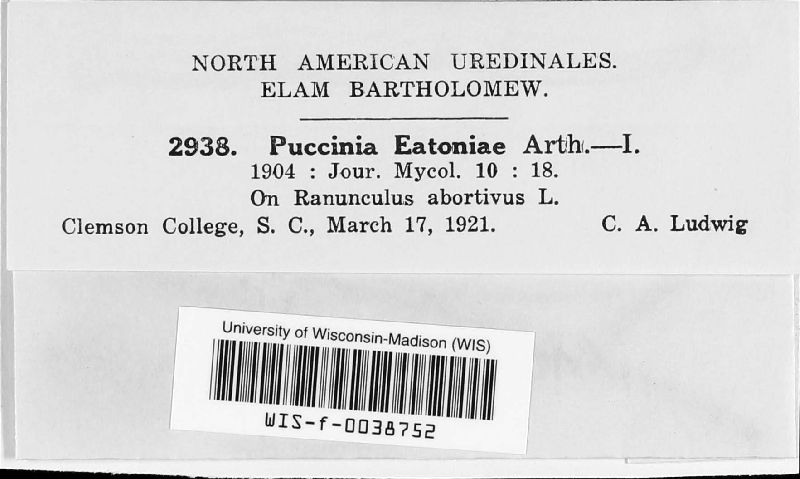 NORTH AMERICAN UREDINALES.
ELAM BARTHOLOMEW.
2938. Puccinia Eatoniae Arth.—I.
1904 : Jour. Mycol. 10 : 18.
On Ranunculus abortivus L.
Clemson College, S. C., March 17, 1921. C. A. Ludwig
University of Wisconsin-Madison (WIS)
WIS-f-0038752